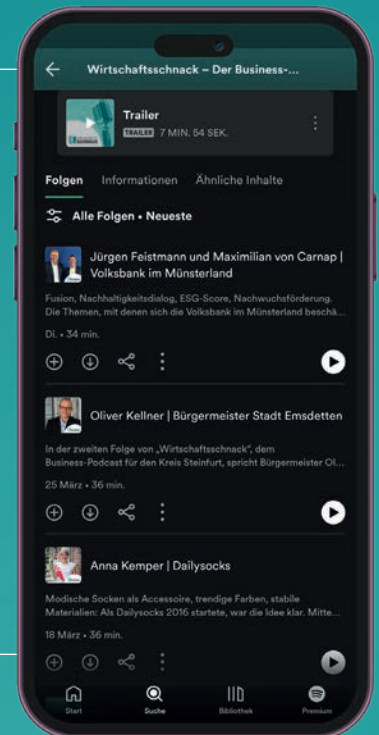 Wirtschaftsschnack – Der Business-...
Trailer
TRAILER 7 MIN. 54 SEK.
Folgen Informationen Ähnliche Inhalte
Alle Folgen • Neueste
Jürgen Feistmann und Maximilian von Carnap |
Volksbank im Münsterland
Fusion, Nachhaltigkeitsdialog, ESG-Score, Nachwuchsförderung.
Die Themen, mit denen sich die Volksbank im Münsterland beschä...
Di. • 34 min.
Oliver Kellner | Bürgermeister Stadt Emsdetten
In der zweiten Folge von „Wirtschaftsschnack“, dem
Business-Podcast für den Kreis Steinfurt, spricht Bürgermeister Ol...
25 März • 36 min.
Anna Kemper | Dailysocks
Modische Socken als Accessoire, trendige Farben, stabile
Materialien: Als Dailysocks 2016 startete, war die Idee klar. Mitte...
18 März • 36 min.
Start Suche Bibliothek Premium